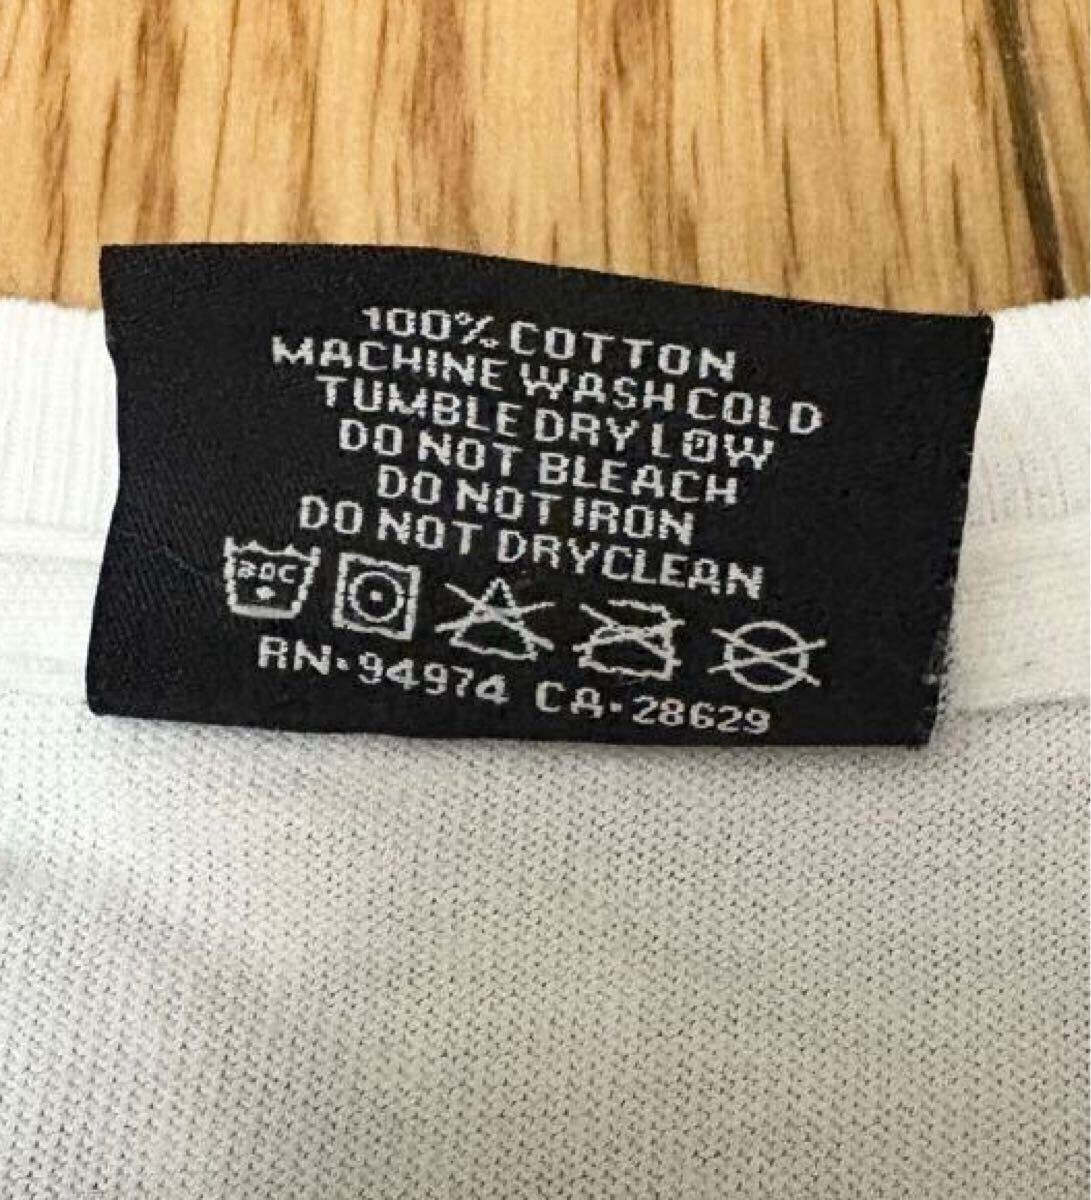 100% COTTON
MACHINE WASH COLD
TUMBLE DRY LOW
DO NOT BLEACH
DO NOT IRON
DO NOT DRYCLEAN
RN·94974 CA·28629